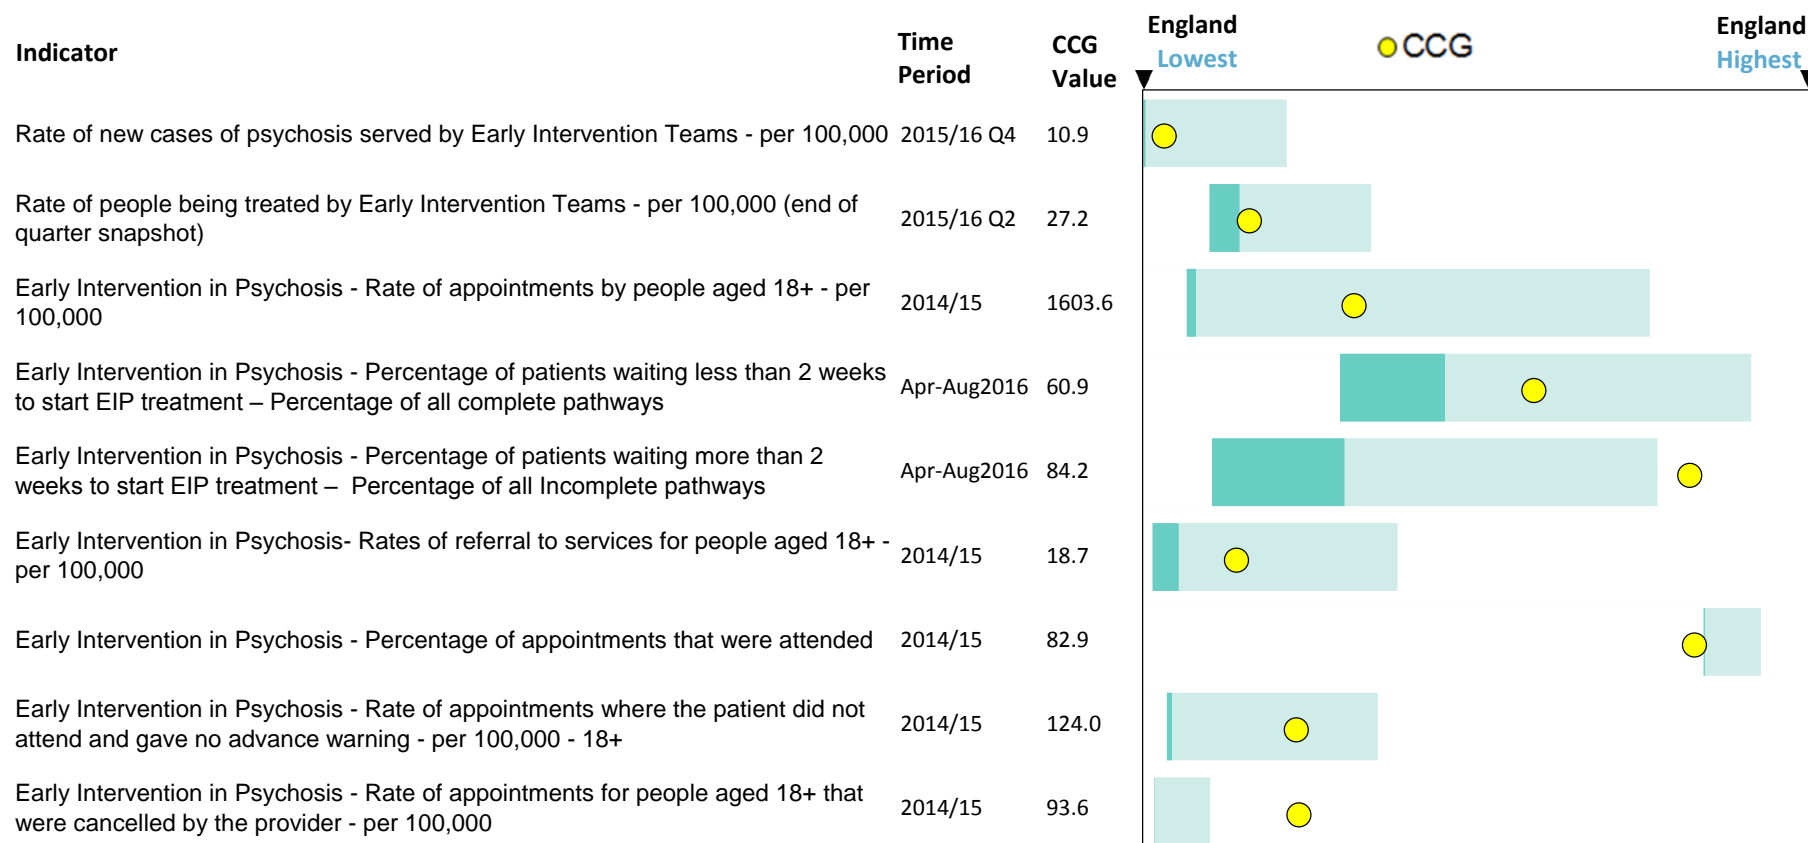 Indicator
Time
Period
CCG
Value
England
Lowest
CCG
England
Highest
Rate of new cases of psychosis served by Early Intervention Teams - per 100,000 2015/16 Q4 10.9
Rate of people being treated by Early Intervention Teams - per 100,000 (end of
quarter snapshot)
2015/16 Q2 27.2
Early Intervention in Psychosis - Rate of appointments by people aged 18+ - per
100,000
2014/15 1603.6
Early Intervention in Psychosis - Percentage of patients waiting less than 2 weeks
to start EIP treatment – Percentage of all complete pathways
Apr-Aug2016 60.9
Early Intervention in Psychosis - Percentage of patients waiting more than 2
weeks to start EIP treatment –  Percentage of all Incomplete pathways
Apr-Aug2016 84.2
Early Intervention in Psychosis- Rates of referral to services for people aged 18+ -
per 100,000
2014/15 18.7
Early Intervention in Psychosis - Percentage of appointments that were attended 2014/15 82.9
Early Intervention in Psychosis - Rate of appointments where the patient did not
attend and gave no advance warning - per 100,000 - 18+
2014/15 124.0
Early Intervention in Psychosis - Rate of appointments for people aged 18+ that
were cancelled by the provider - per 100,000
2014/15 93.6